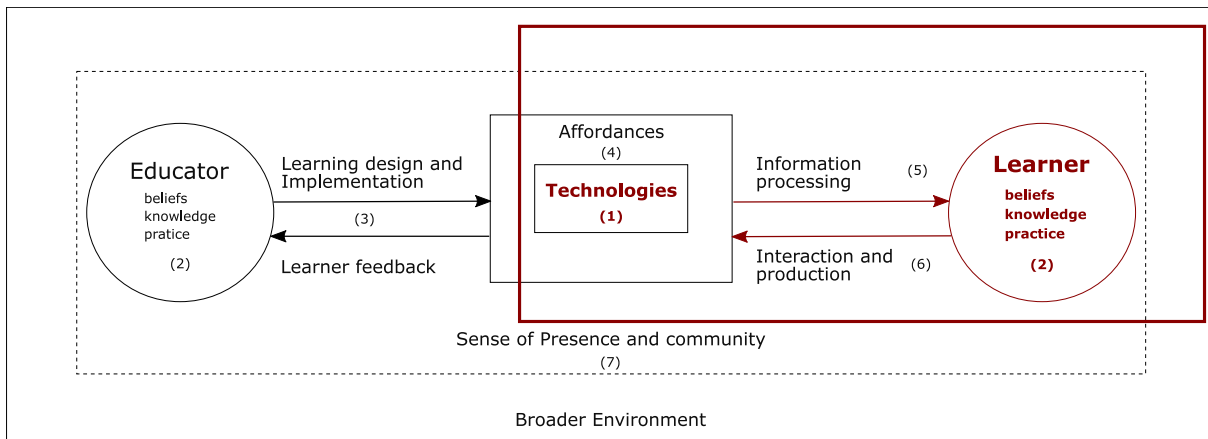 Educator
beliefs
knowledge
pratice
(2)
Learning design and
Implementation
(3)
Learner feedback
Affordances
(4)
Technologies
(1)
Information
processing
(5)
Interaction and
production
(6)
Learner
beliefs
knowledge
practice
(2)
Sense of Presence and community
(7)
Broader Environment